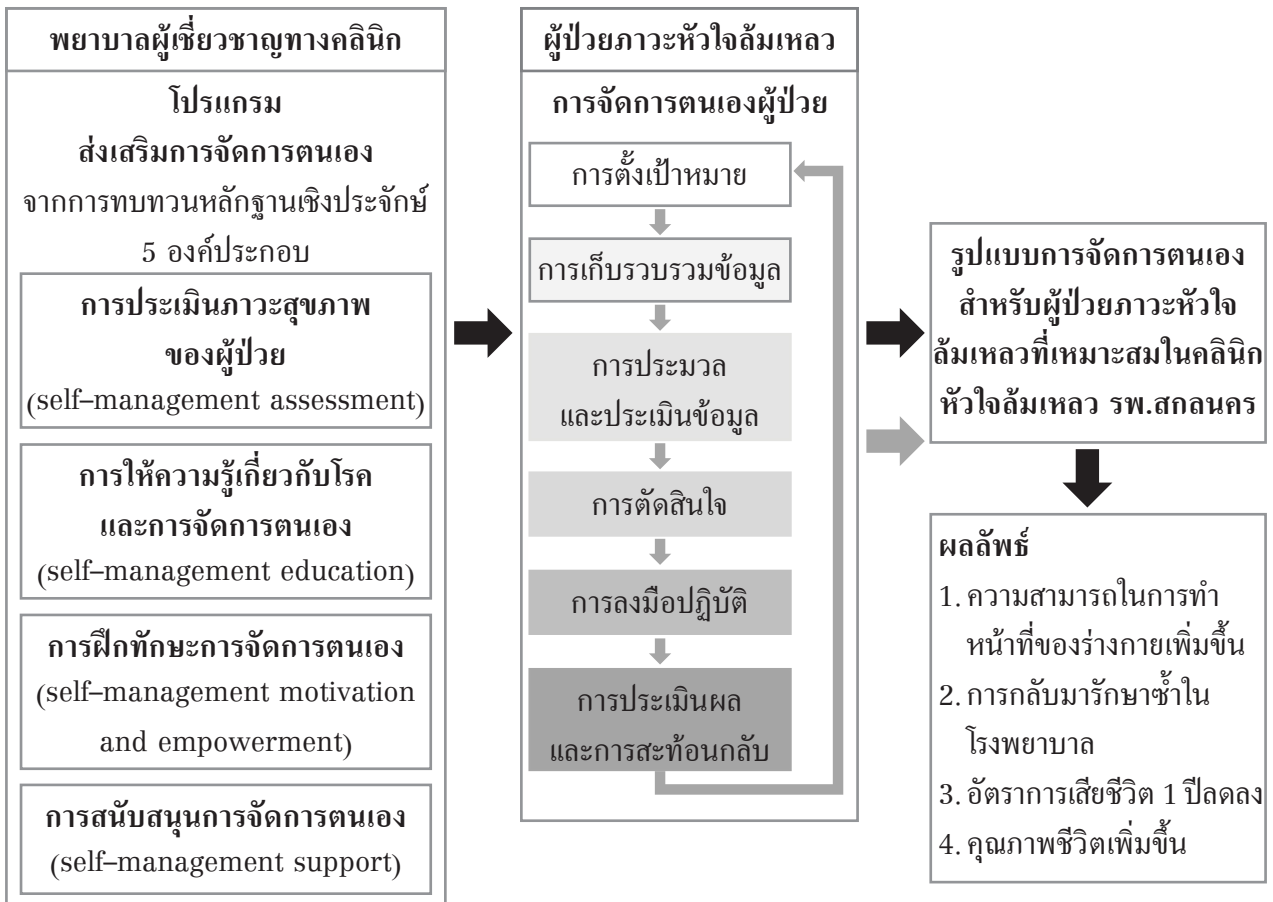 พยาบาลผู้เชี่ยวชาญทางคลินิก
โปรแกรม
ส่งเสริมการจัดการตนเอง
จากการทบทวนหลักฐานเชิงประจักษ์
5 องค์ประกอบ
การประเมินภาวะสุขภาพ
ของผู้ป่วย
(self–management assessment)
การให้ความรู้เกี่ยวกับโรค
และการจัดการตนเอง
(self–management education)
การฝึกทักษะการจัดการตนเอง
(self–management motivation
and empowerment)
การสนับสนุนการจัดการตนเอง
(self–management support)
ผู้ป่วยภาวะหัวใจล้มเหลว
การจัดการตนเองผู้ป่วย
การตั้งเป้าหมาย
การเก็บรวบรวมข้อมูล
การประมวล
และประเมินข้อมูล
การตัดสินใจ
การลงมือปฏิบัติ
การประเมินผล
และการสะท้อนกลับ
รูปแบบการจัดการตนเอง
สำหรับผู้ป่วยภาวะหัวใจ
ล้มเหลวที่เหมาะสมในคลินิก
หัวใจล้มเหลว รพ.สกลนคร
ผลลัพธ์
1. ความสามารถในการทำ
หน้าที่ของร่างกายเพิ่มขึ้น
2. การกลับมารักษาซ้ำใน
โรงพยาบาล
3. อัตราการเสียชีวิต 1 ปีลดลง
4. คุณภาพชีวิตเพิ่มขึ้น